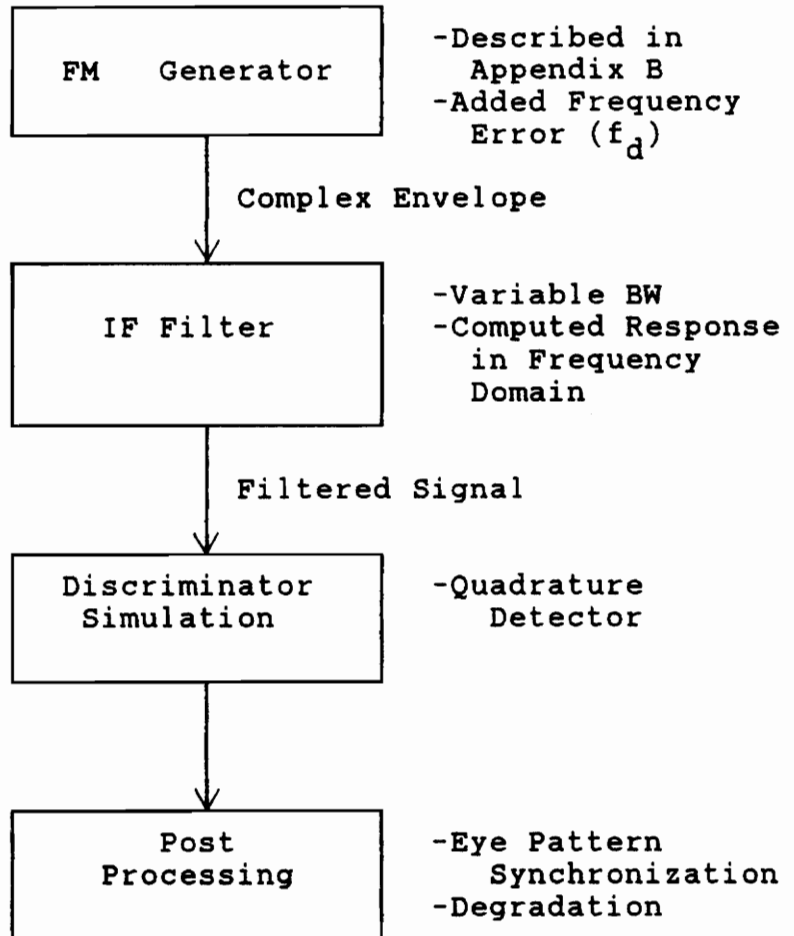 FM Generator
-Described in
Appendix B
-Added Frequency
Error (f_d)
Complex Envelope
IF Filter
-Variable BW
-Computed Response
in Frequency
Domain
Filtered Signal
Discriminator
Simulation
-Quadrature
Detector
Post
Processing
-Eye Pattern
Synchronization
-Degradation